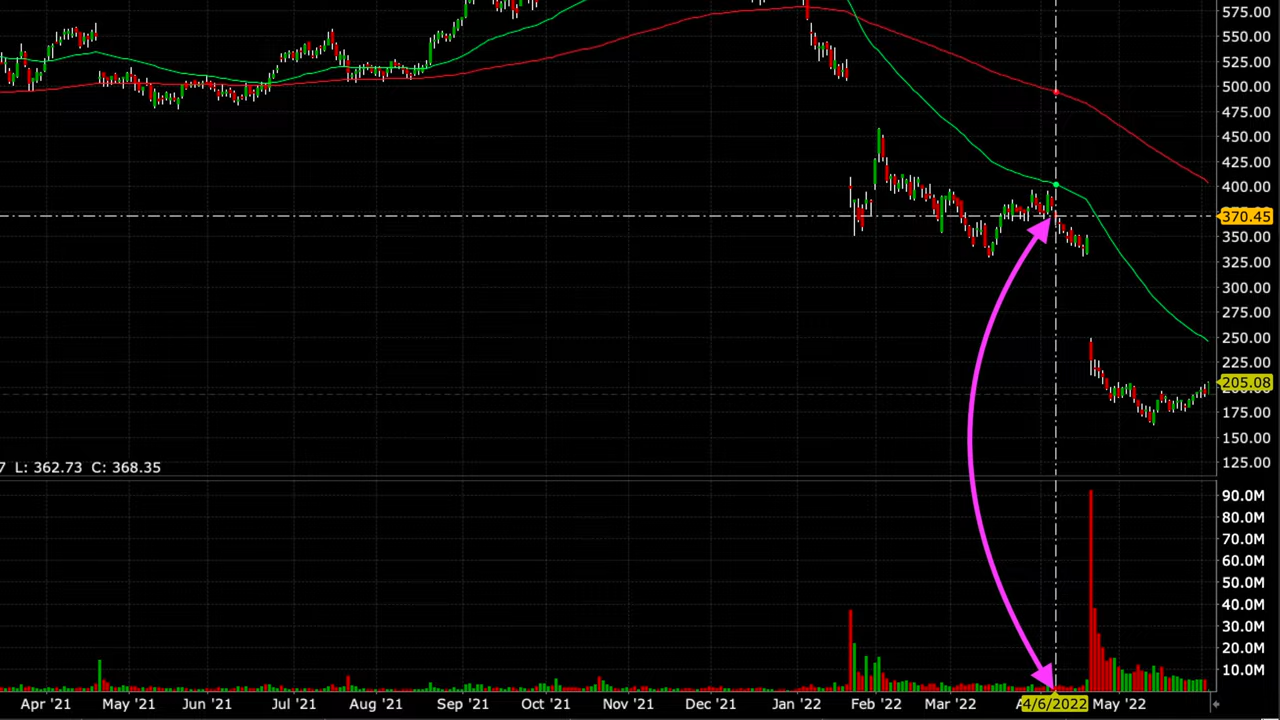 575.00
550.00
525.00
500.00
475.00
450.00
425.00
400.00
370.45
350.00
325.00
300.00
275.00
250.00
225.00
205.08
175.00
150.00
125.00
7 L: 362.73 C: 368.35
90.0M
80.0M
70.0M
60.0M
50.0M
40.0M
30.0M
20.0M
10.0M
Apr '21 May '21 Jun '21 Jul '21 Aug '21 Sep '21 Oct '21 Nov '21 Dec '21 Jan '22 Feb '22 Mar '22 4/6/2022 May '22